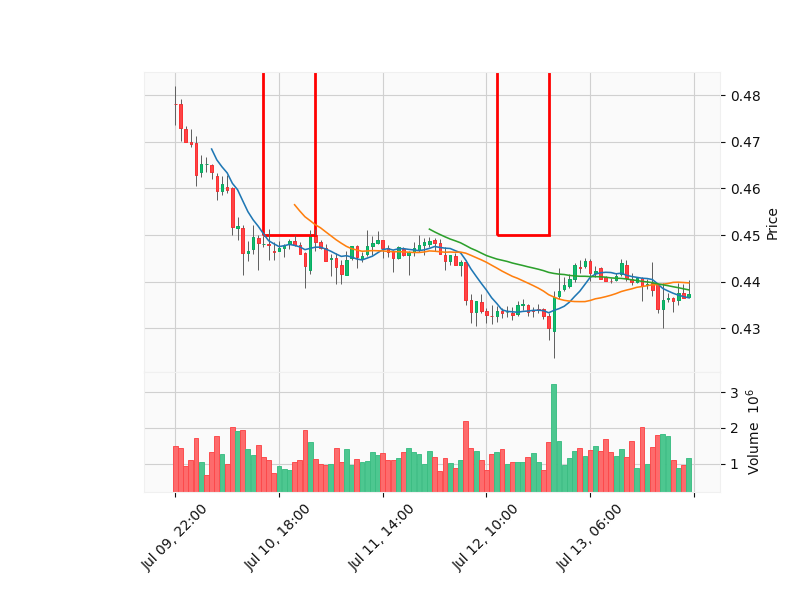 0.48
0.47
0.46
0.45
0.44
0.43
Price
3
2
1
Volume 10⁶
Jul 09, 22:00
Jul 10, 18:00
Jul 11, 14:00
Jul 12, 10:00
Jul 13, 06:00